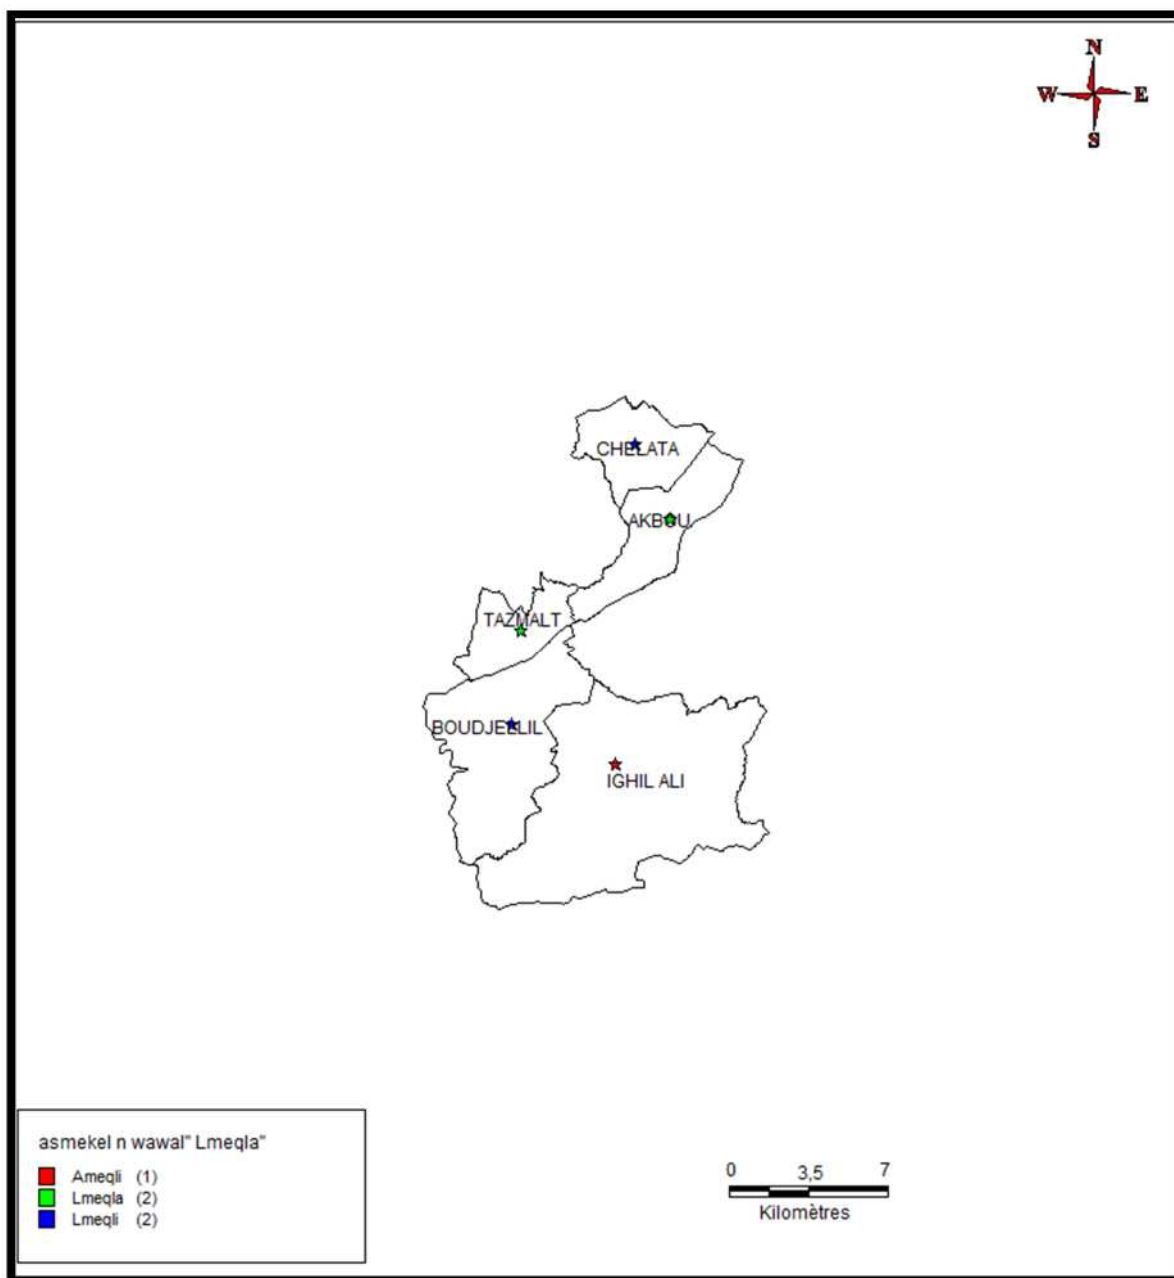 N
W E
S
CHELATA
AKBOU
TAZMALT
BOUDJELLIL
IGHIL ALI
asmekel n wawal" Lmeqla"
Ameqli (1)
Lmeqla (2)
Lmeqli (2)
0 3,5 7
Kilomètres